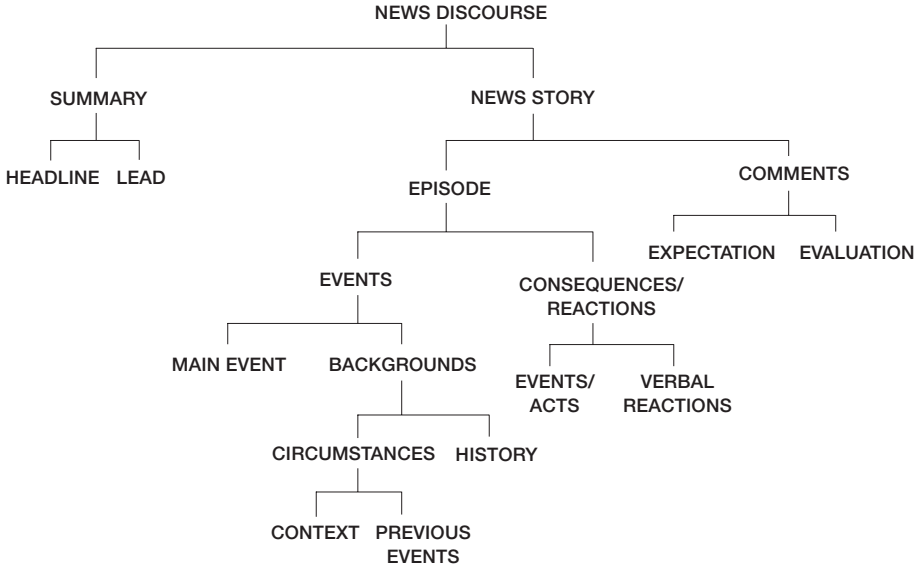 NEWS DISCOURSE
SUMMARY
NEWS STORY
HEADLINE
LEAD
EPISODE
COMMENTS
EXPECTATION
EVALUATION
EVENTS
CONSEQUENCES/
REACTIONS
MAIN EVENT
BACKGROUNDS
EVENTS/
ACTS
VERBAL
REACTIONS
CIRCUMSTANCES
HISTORY
CONTEXT
PREVIOUS
EVENTS